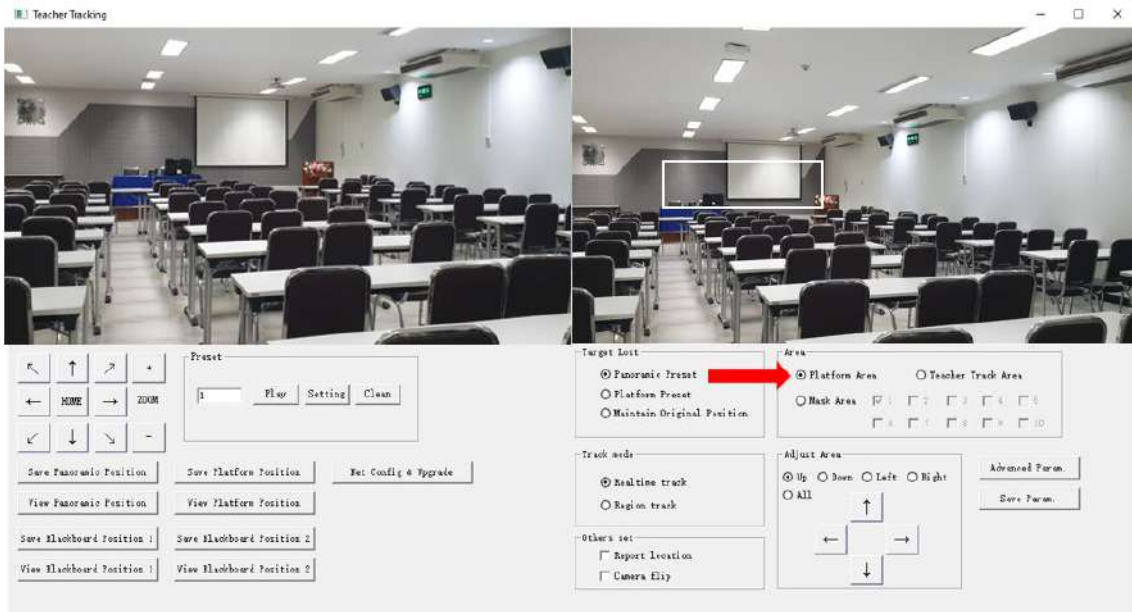 Teacher Tracking
Preset
1
Play
Setting
Clean
+
HOME
ZOOM
-
Save Panoramic Position
Save Platform Position
Net Config & Upgrade
View Panoramic Position
View Platform Position
Save Blackboard Position 1
Save Blackboard Position 2
View Blackboard Position 1
View Blackboard Position 2
Target Lost
Panoramic Preset
Platform Preset
Maintain Original Position
Area
Platform Area
Teacher Track Area
Mask Area
1 2 3 4 5
6 7 8 9 10
Track mode
Realtime track
Region track
Others set
Report location
Camera flip
Adjust Area
Up Down Left Right
All
Advanced Param.
Save Param.